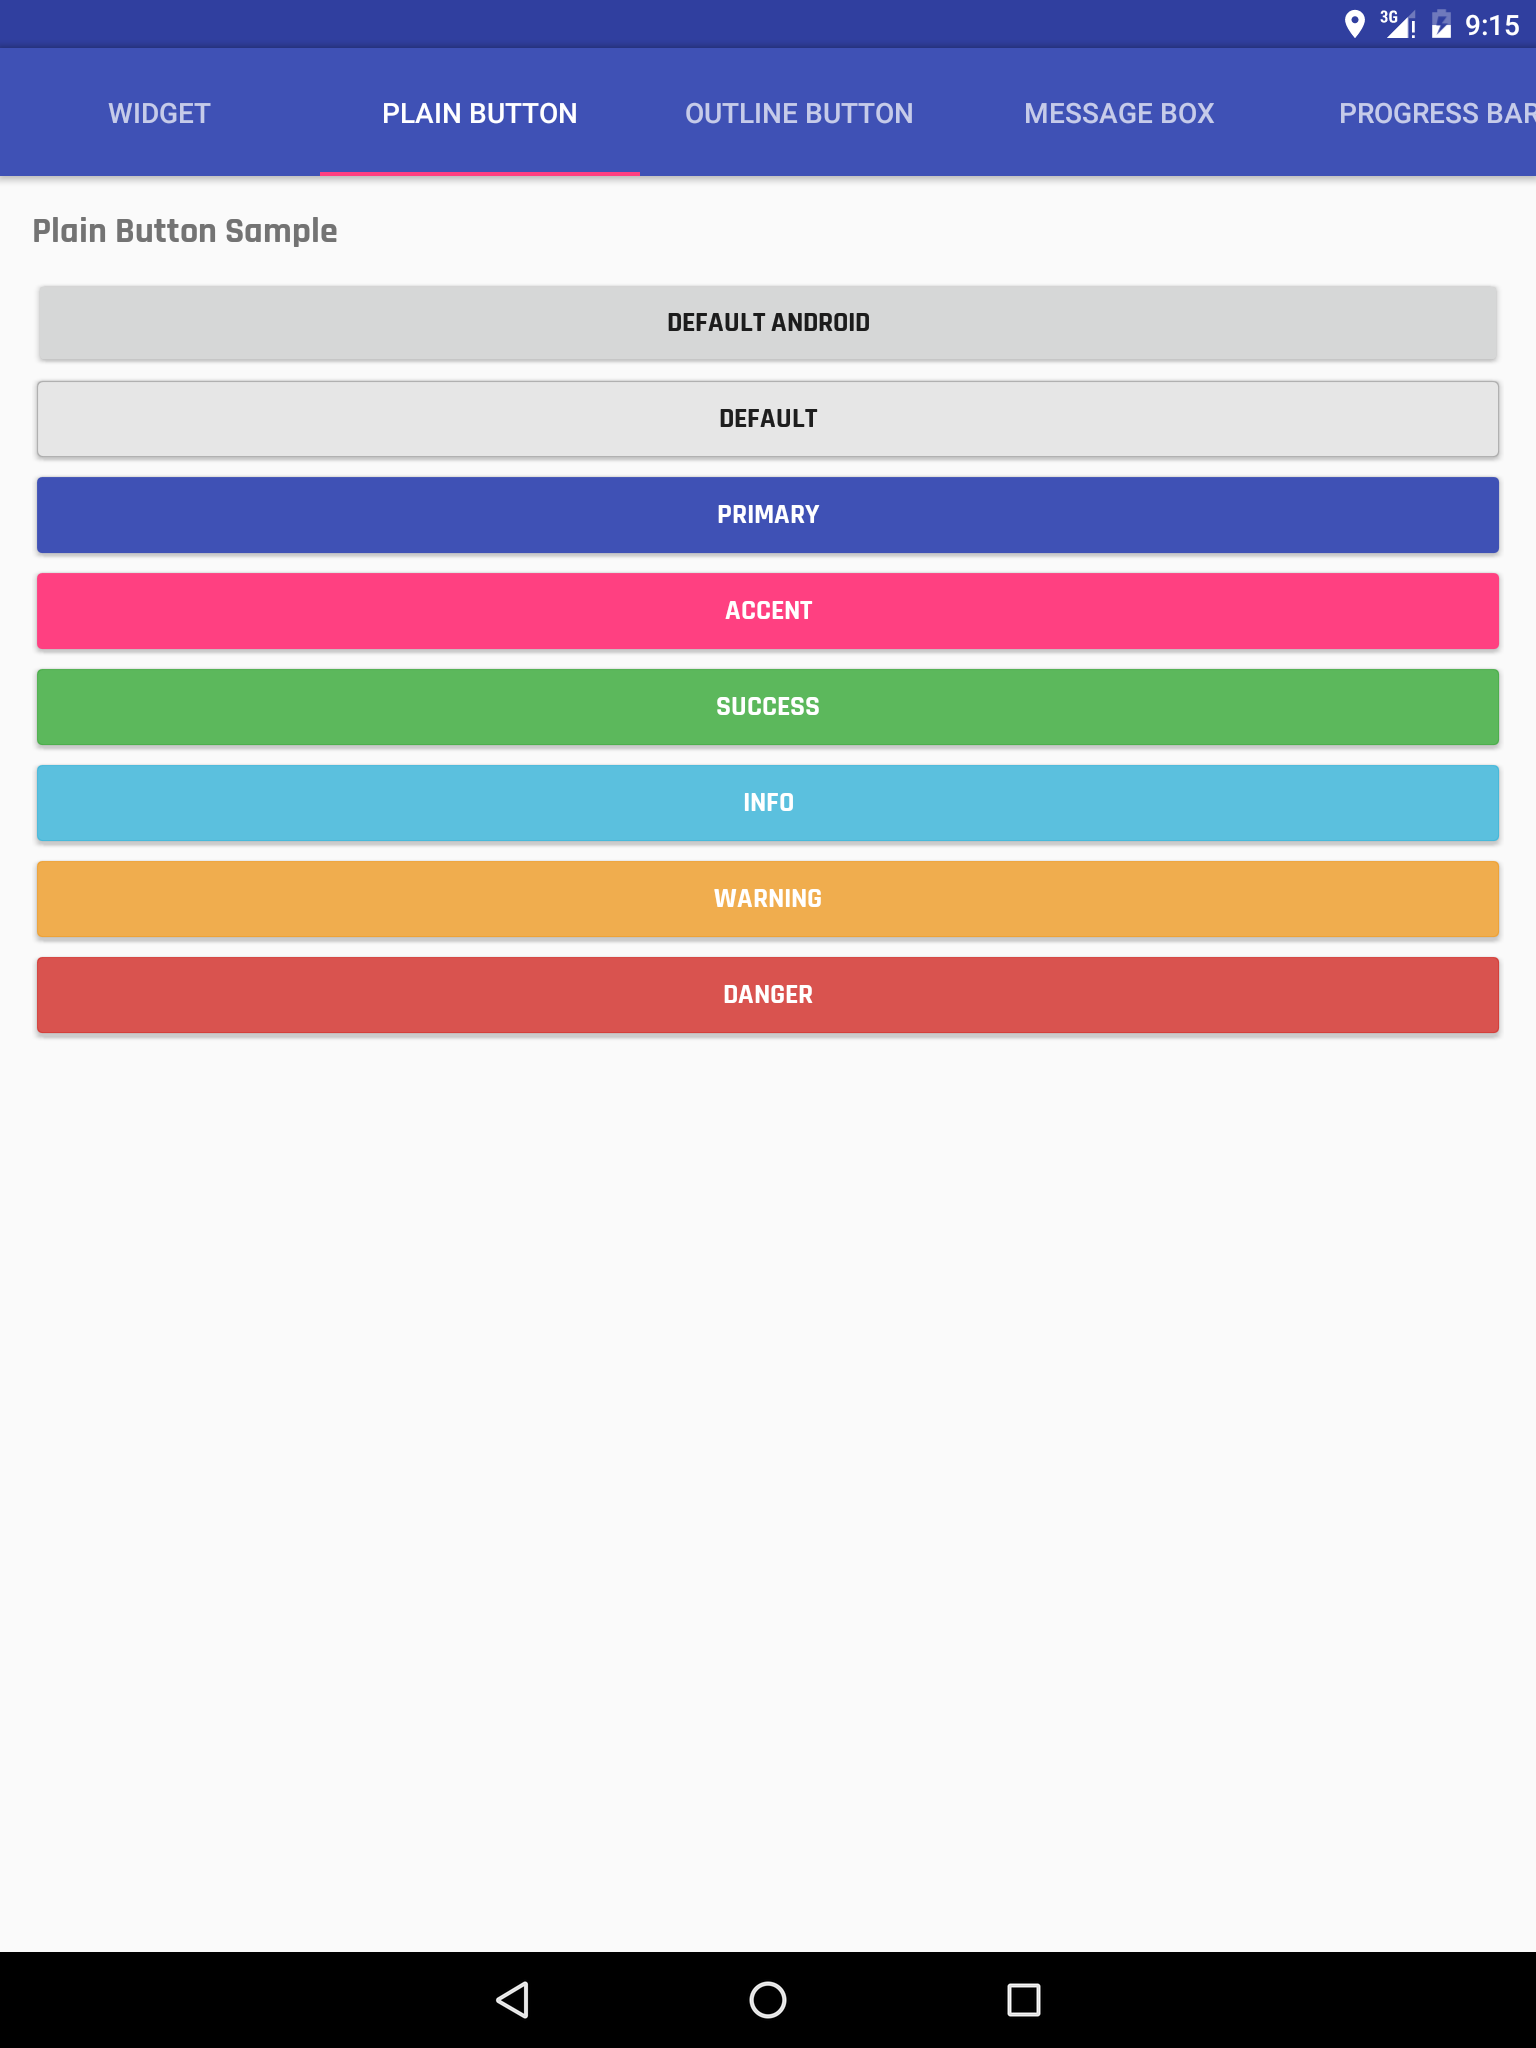 3G 9:15
WIDGET PLAIN BUTTON OUTLINE BUTTON MESSAGE BOX PROGRESS BAR
Plain Button Sample
DEFAULT ANDROID
DEFAULT
PRIMARY
ACCENT
SUCCESS
INFO
WARNING
DANGER